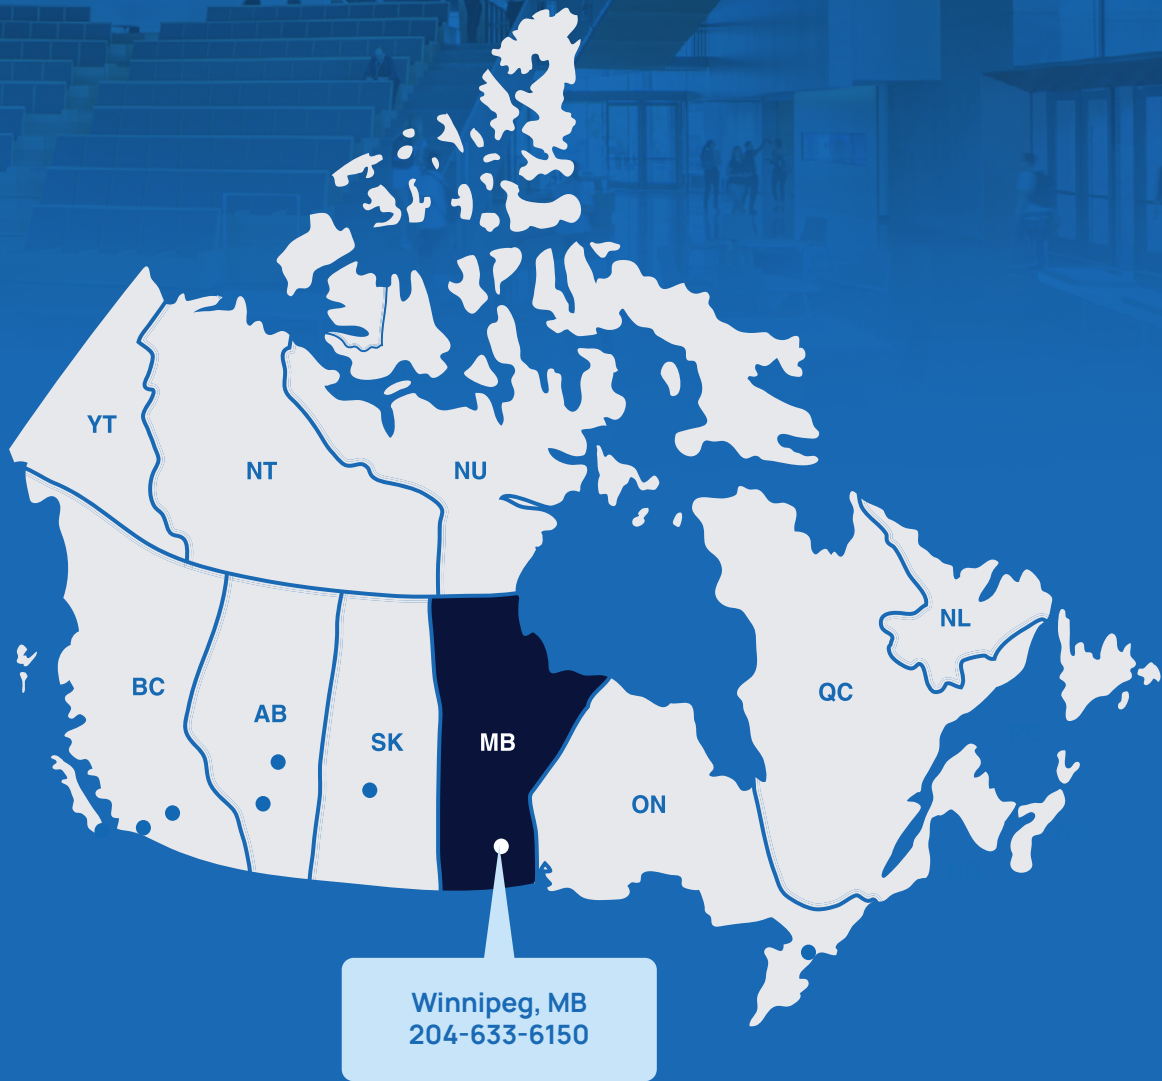 YT
NT
NU
NL
BC
AB
SK
MB
QC
ON
Winnipeg, MB
204-633-6150